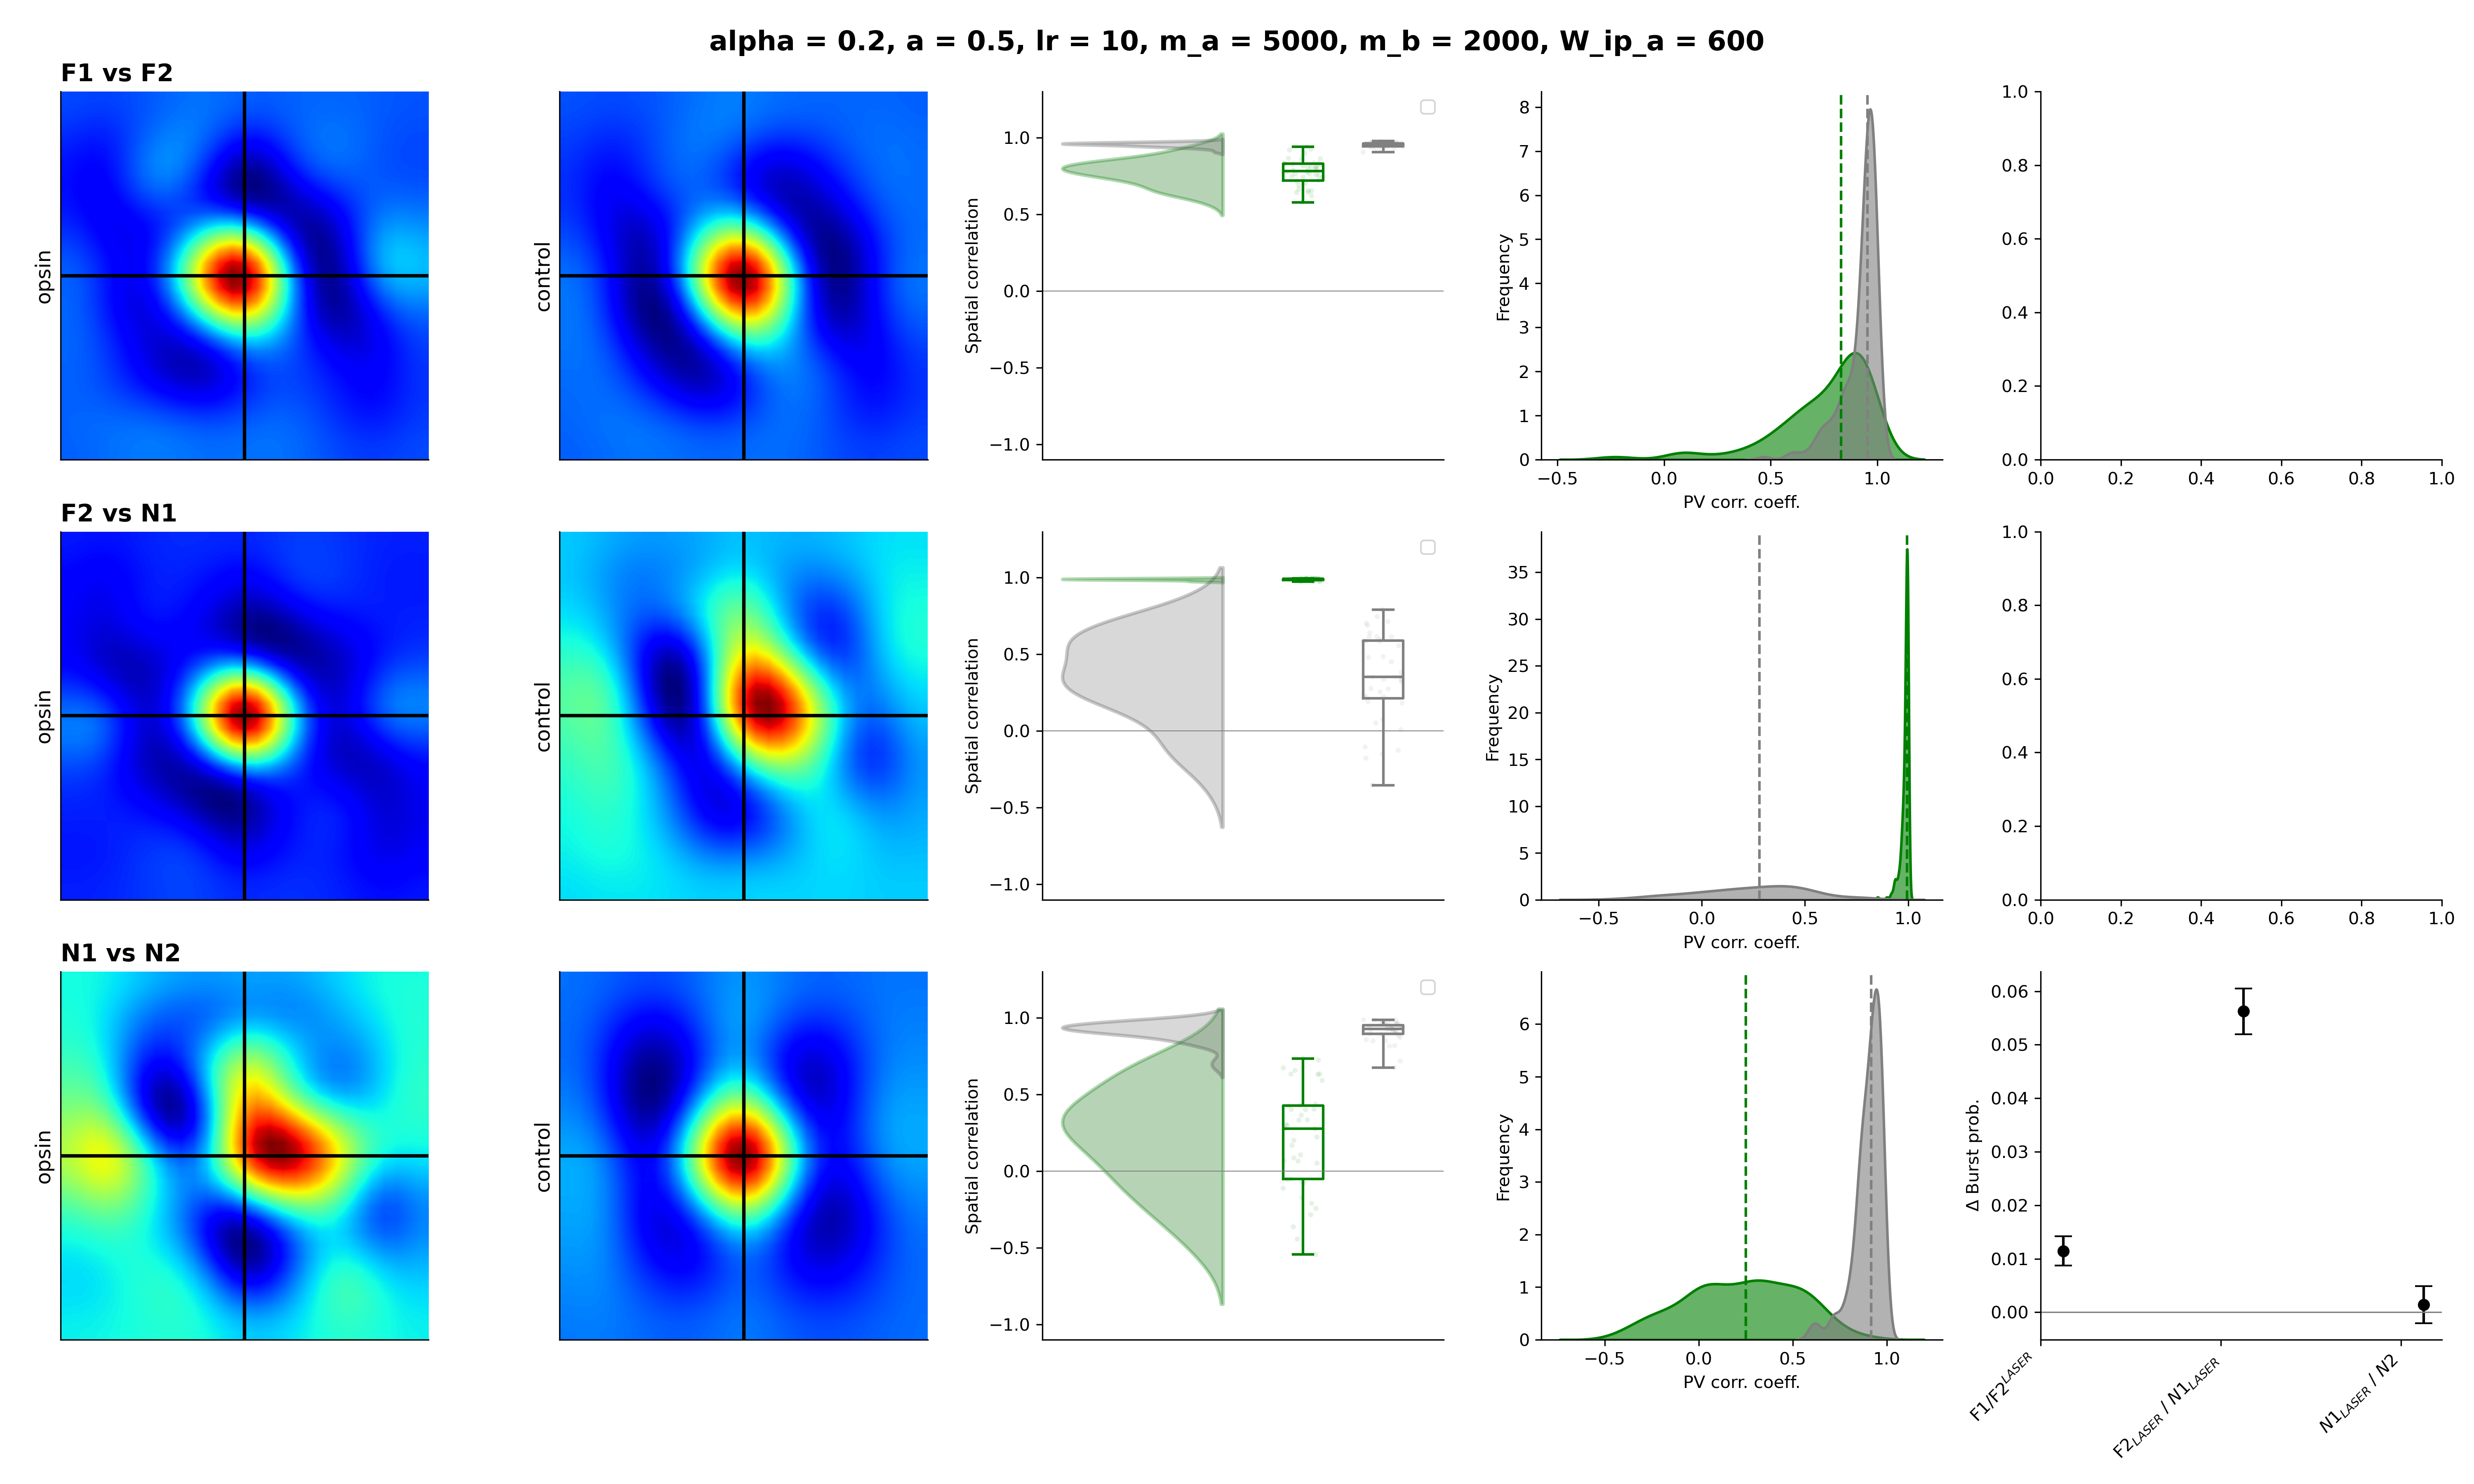 alpha = 0.2, a = 0.5, lr = 10, m_a = 5000, m_b = 2000, W_ip_a = 600
F1 vs F2
opsin
control
Spatial correlation
1.0
0.5
0.0
−0.5
−1.0
Frequency
8
7
6
5
4
3
2
1
0
−0.5 0.0 0.5 1.0
PV corr. coeff.
1.0
0.8
0.6
0.4
0.2
0.0
0.0 0.2 0.4 0.6 0.8 1.0
F2 vs N1
opsin
control
Spatial correlation
1.0
0.5
0.0
−0.5
−1.0
Frequency
35
30
25
20
15
10
5
0
−0.5 0.0 0.5 1.0
PV corr. coeff.
1.0
0.8
0.6
0.4
0.2
0.0
0.0 0.2 0.4 0.6 0.8 1.0
N1 vs N2
opsin
control
Spatial correlation
1.0
0.5
0.0
−0.5
−1.0
Frequency
6
5
4
3
2
1
0
−0.5 0.0 0.5 1.0
PV corr. coeff.
Δ Burst prob.
0.06
0.05
0.04
0.03
0.02
0.01
0.00
F1/F2^LASER
F2_LASER / N1_LASER
N1_LASER / N2